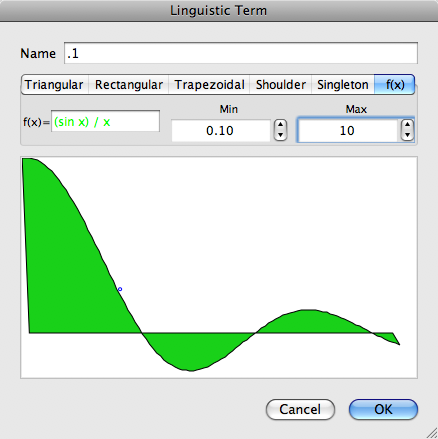 Linguistic Term
Name .1
Triangular Rectangular Trapezoidal Shoulder Singleton f(x)
Min Max
f(x)= (sin x) / x 0.10 10
Cancel OK